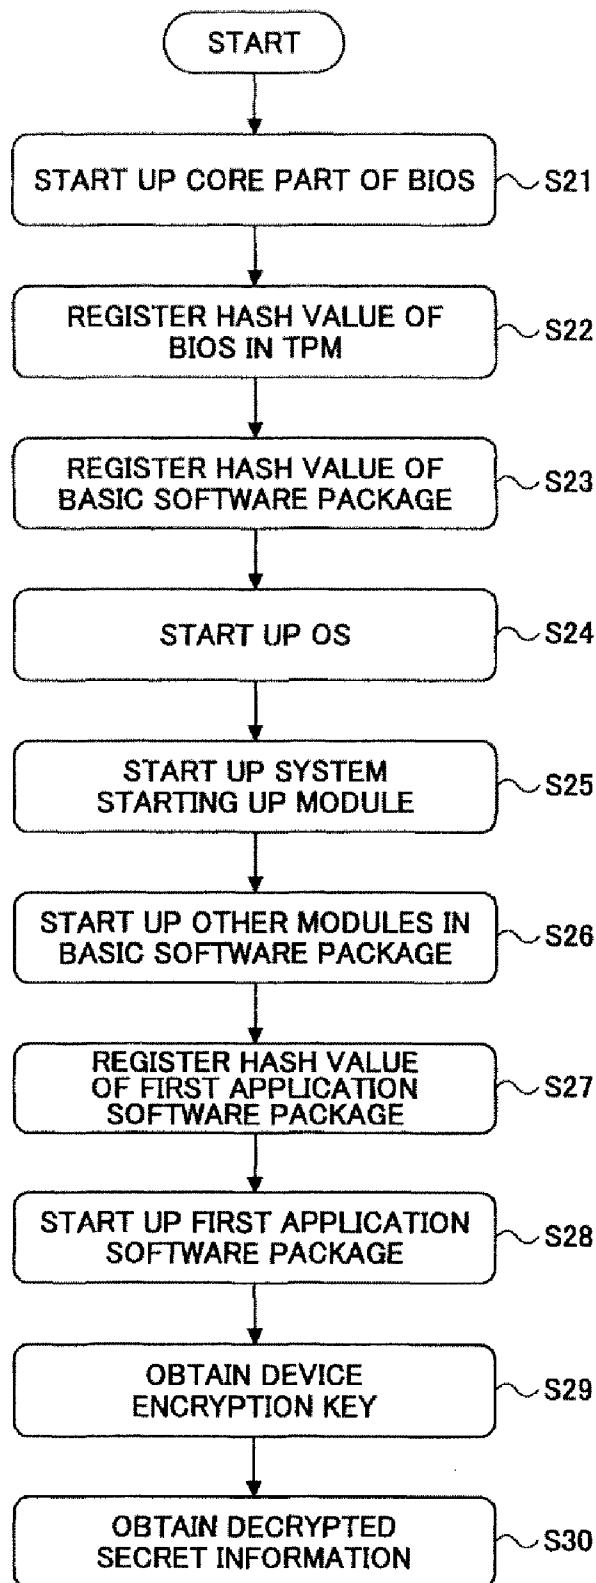 START
START UP CORE PART OF BIOS
S21
REGISTER HASH VALUE OF
BIOS IN TPM
S22
REGISTER HASH VALUE OF
BASIC SOFTWARE PACKAGE
S23
START UP OS
S24
START UP SYSTEM
STARTING UP MODULE
S25
START UP OTHER MODULES IN
BASIC SOFTWARE PACKAGE
S26
REGISTER HASH VALUE
OF FIRST APPLICATION
SOFTWARE PACKAGE
S27
START UP FIRST APPLICATION
SOFTWARE PACKAGE
S28
OBTAIN DEVICE
ENCRYPTION KEY
S29
OBTAIN DECRYPTED
SECRET INFORMATION
S30